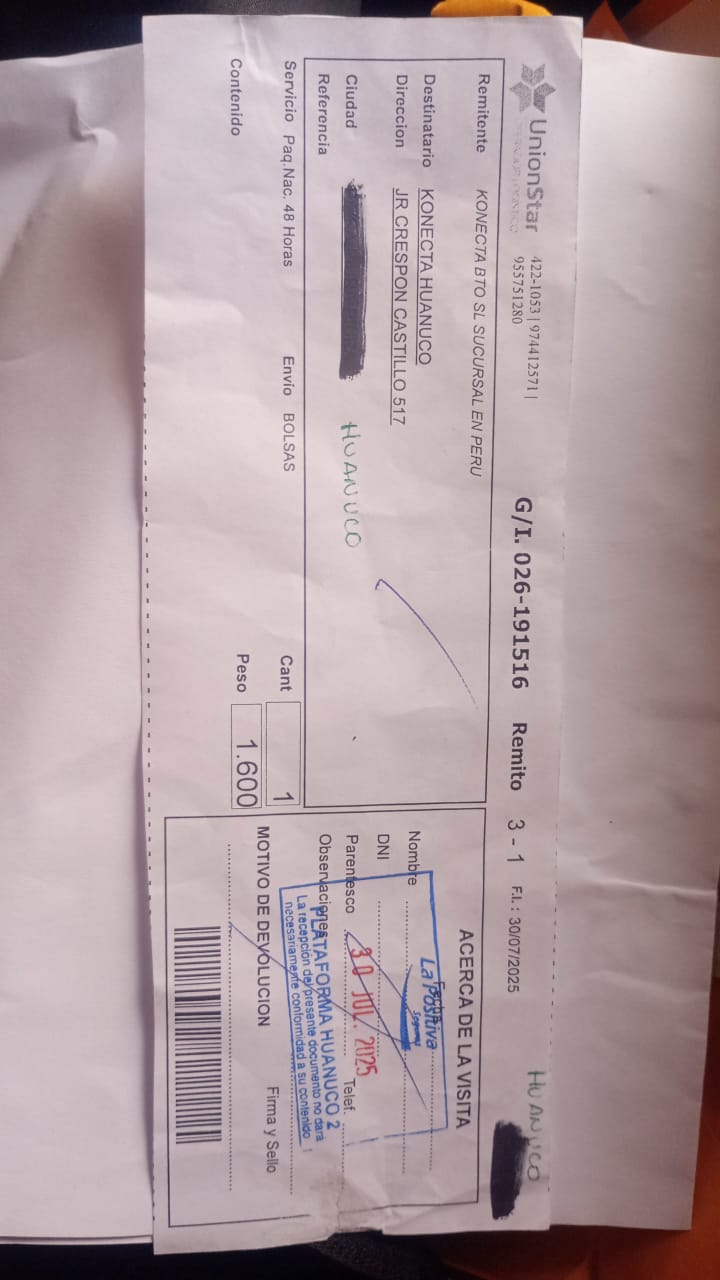 UnionStar 422-1053 | 974412571 |
955751280
G/I. 026-191516 Remito 3 - 1 F.I.: 30/07/2025 HUANUCO
Remitente KONECTA BTO SL SUCURSAL EN PERU
Destinatario KONECTA HUANUCO
Direccion JR CRESPON CASTILLO 517
Ciudad HUANUCO
Referencia
Servicio Paq.Nac. 48 Horas Envío BOLSAS Cant 1
Contenido Peso 1.600
ACERCA DE LA VISITA
Fecha
La Positiva
Seguros
Nombre
DNI
30 JUL. 2025
Parentesco Telef.
Observaciones
PLATAFORMA HUANUCO 2
La recepción del presente documento no dará
necesariamente conformidad a su contenido
MOTIVO DE DEVOLUCION Firma y Sello